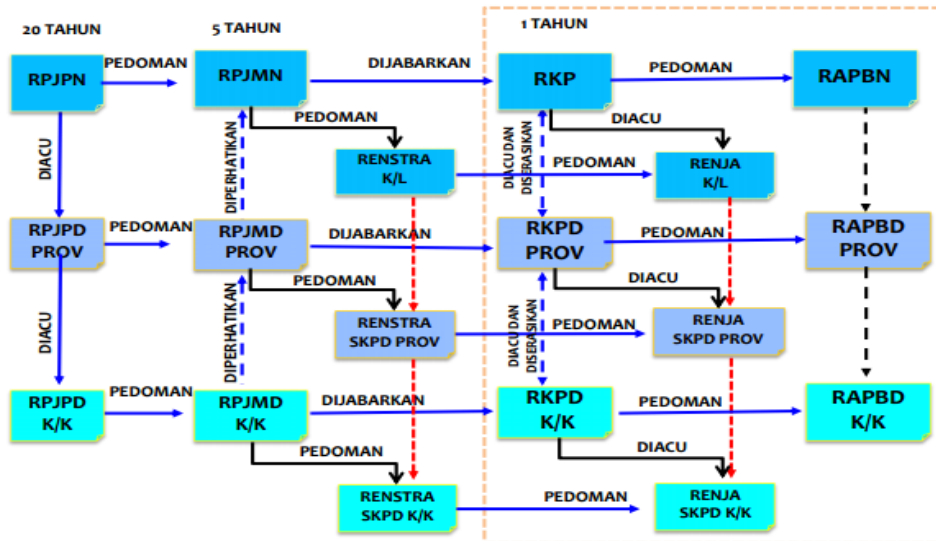 20 TAHUN
5 TAHUN
1 TAHUN
RPJPN
PEDOMAN
RPJMN
DIJABARKAN
RKP
PEDOMAN
RAPBN
DIACU
DIPERHATIKAN
PEDOMAN
RENSTRA
K/L
PEDOMAN
DIACU DAN
DISERASIKAN
DIACU
RENJA
K/L
RPJPD
PROV
PEDOMAN
RPJMD
PROV
DIJABARKAN
RKPD
PROV
PEDOMAN
RAPBD
PROV
DIACU
DIPERHATIKAN
PEDOMAN
RENSTRA
SKPD PROV
PEDOMAN
DIACU DAN
DISERASIKAN
DIACU
RENJA
SKPD PROV
RPJPD
K/K
PEDOMAN
RPJMD
K/K
DIJABARKAN
RKPD
K/K
PEDOMAN
RAPBD
K/K
PEDOMAN
RENSTRA
SKPD K/K
PEDOMAN
DIACU
RENJA
SKPD K/K